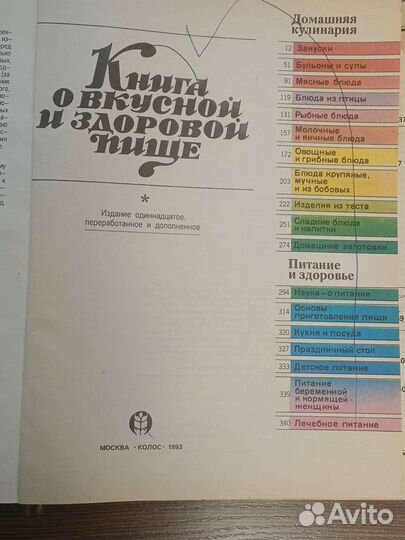 Книга
о вкусной
и здоровой
пище
*
Издание одиннадцатое,
переработанное и дополненное
МОСКВА «КОЛОС» 1993
Домашняя
кулинария
12 Закуски
51 Бульоны и супы
91 Мясные блюда
119 Блюда из птицы
131 Рыбные блюда
157 Молочные
и яичные блюда
172 Овощные
и грибные блюда
203 Блюда крупяные,
мучные
и из бобовых
222 Изделия из теста
251 Сладкие блюда
и напитки
274 Домашние заготовки
Питание
и здоровье
294 Наука о питании
314 Основы
приготовления пищи
320 Кухня и посуда
327 Праздничный стол
333 Детское питание
339 Питание
беременной
и кормящей
женщины
340 Лечебное питание
Avito